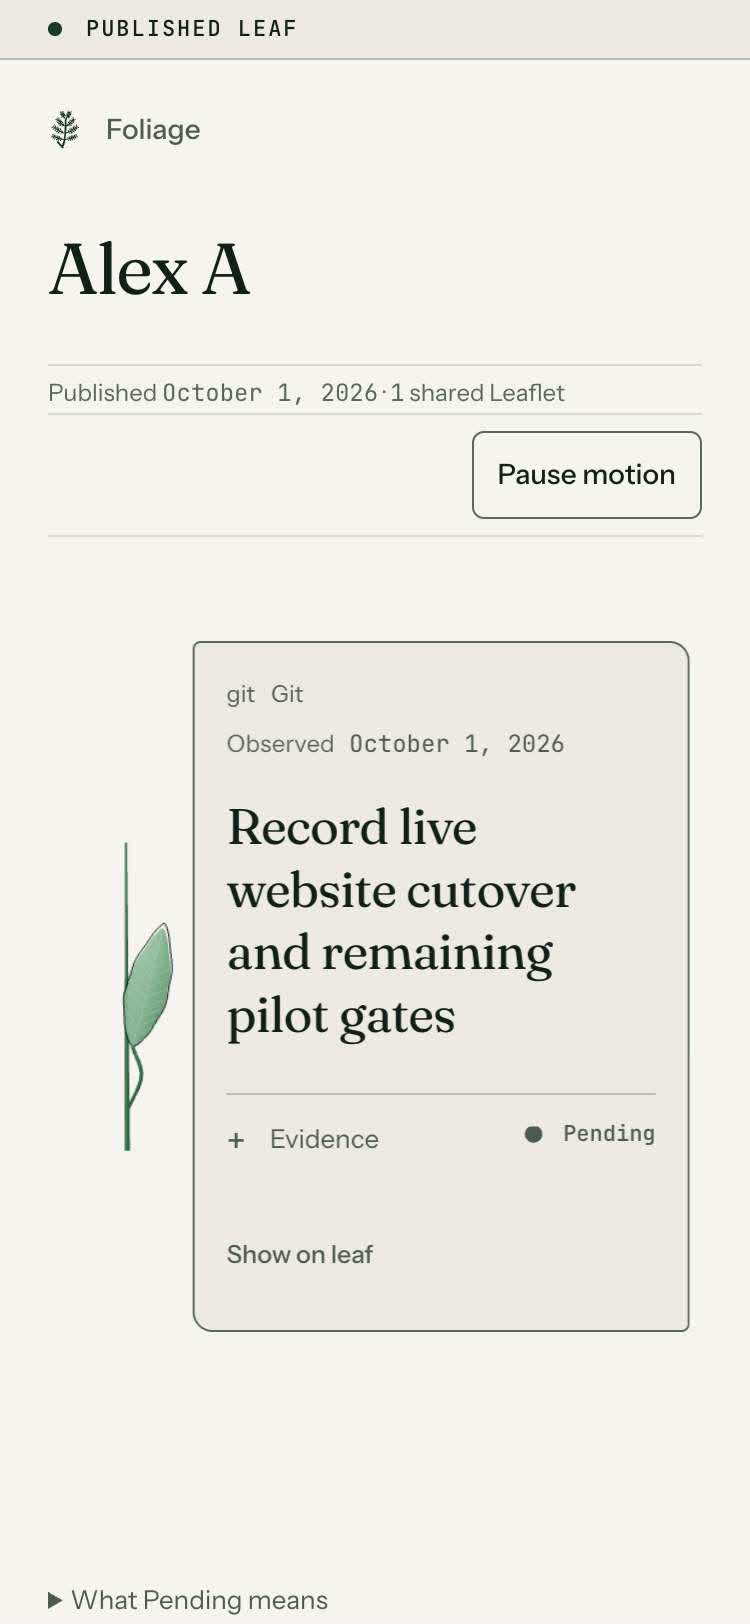 PUBLISHED LEAF
Foliage
Alex A
Published October 1, 2026·1 shared Leaflet
Pause motion
git Git
Observed October 1, 2026
Record live
website cutover
and remaining
pilot gates
+ Evidence
Pending
Show on leaf
What Pending means